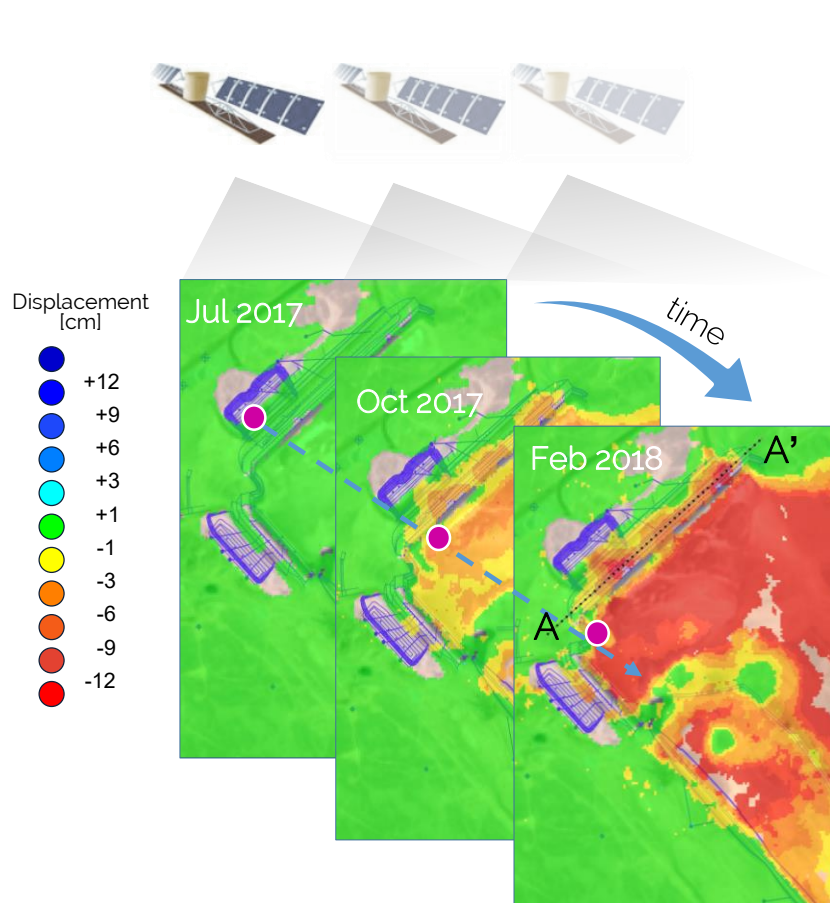 Displacement
[cm]
+12
+9
+6
+3
+1
-1
-3
-6
-9
-12
Jul 2017
Oct 2017
Feb 2018
time
A’
A